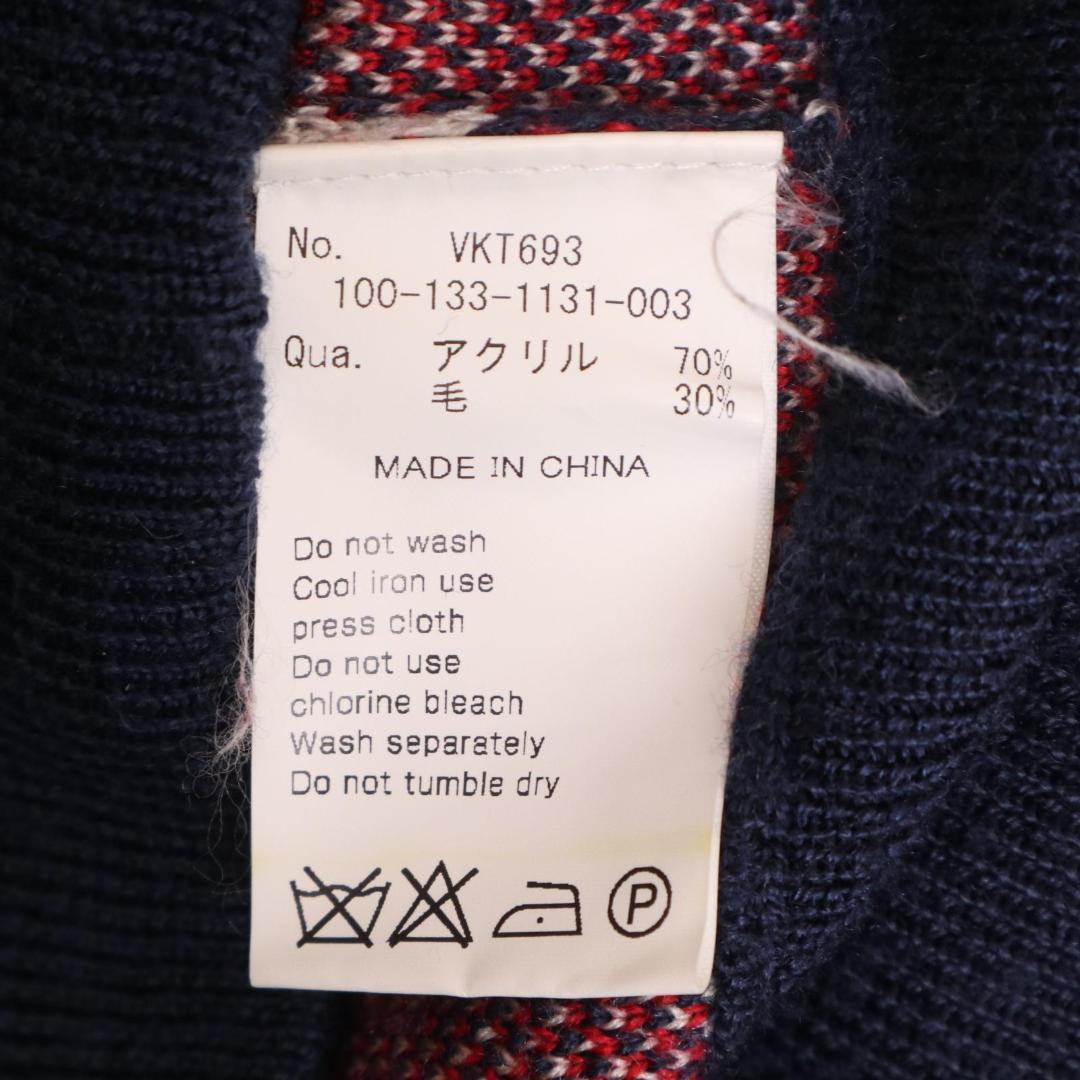 No. VKT693
100-133-1131-003
Qua. アクリル 70%
毛 30%
MADE IN CHINA
Do not wash
Cool iron use
press cloth
Do not use
chlorine bleach
Wash separately
Do not tumble dry
P